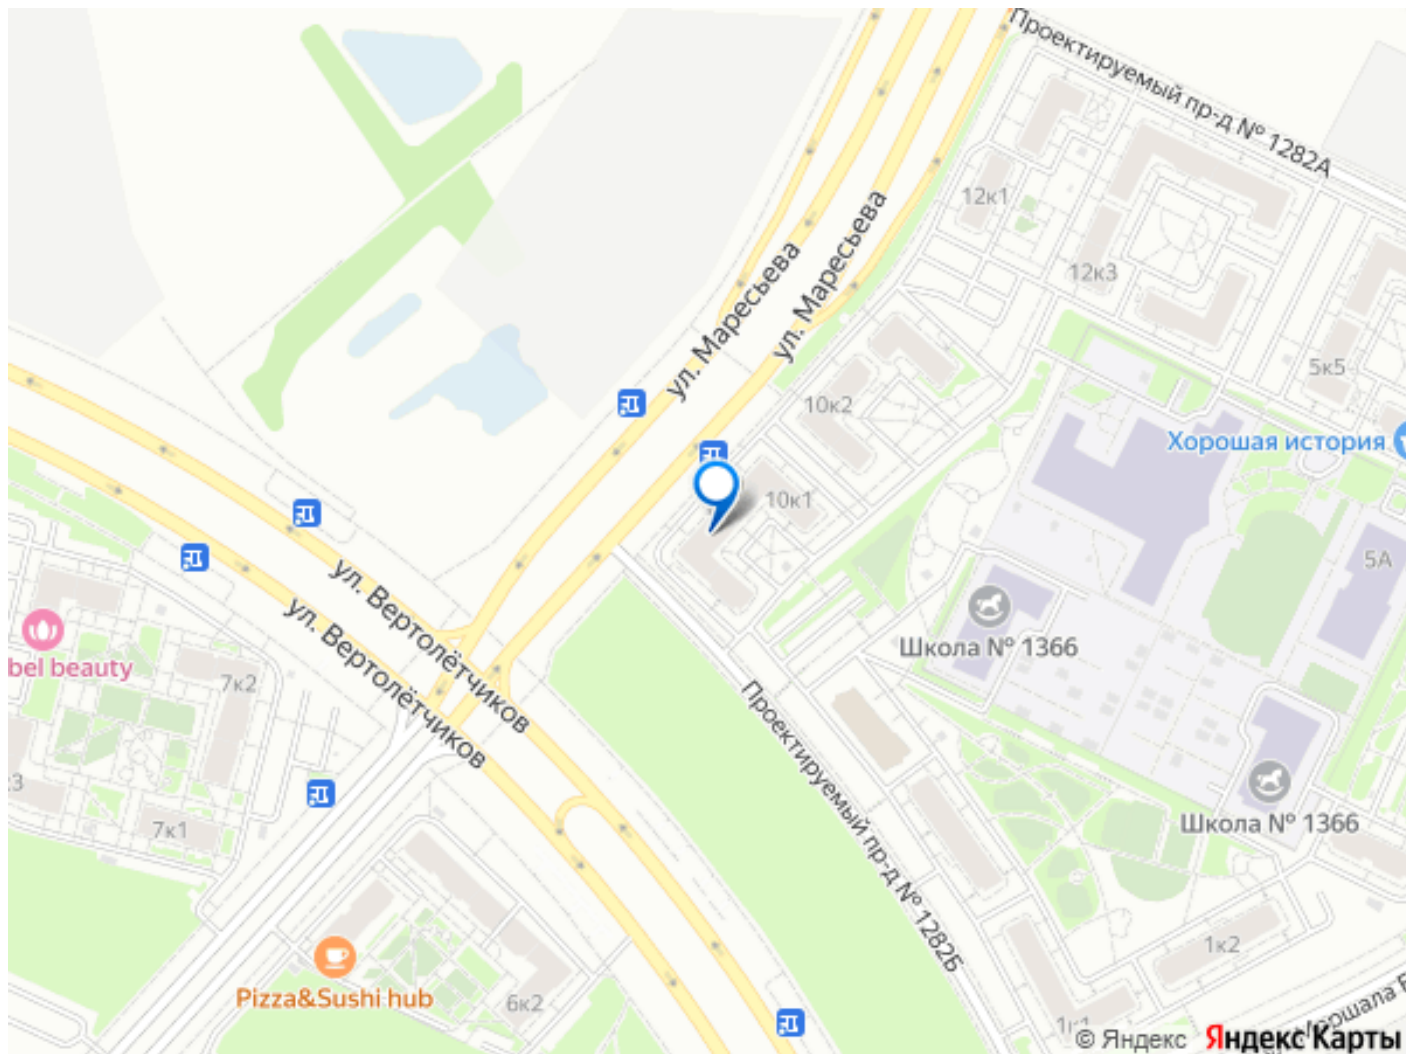 Проектируемый пр-д № 1282А
12к1
ул. Маресьева
ул. Маресьева
12к3
5к5
10к2
Хорошая история
10к1
5А
ул. Вертолётчиков
ул. Вертолётчиков
Школа № 1366
bel beauty
7к2
Проектируемый пр-д № 1282Б
7к1
Школа № 1366
1к2
Pizza&Sushi hub
6к2
1к1
© Яндекс Яндекс Карты